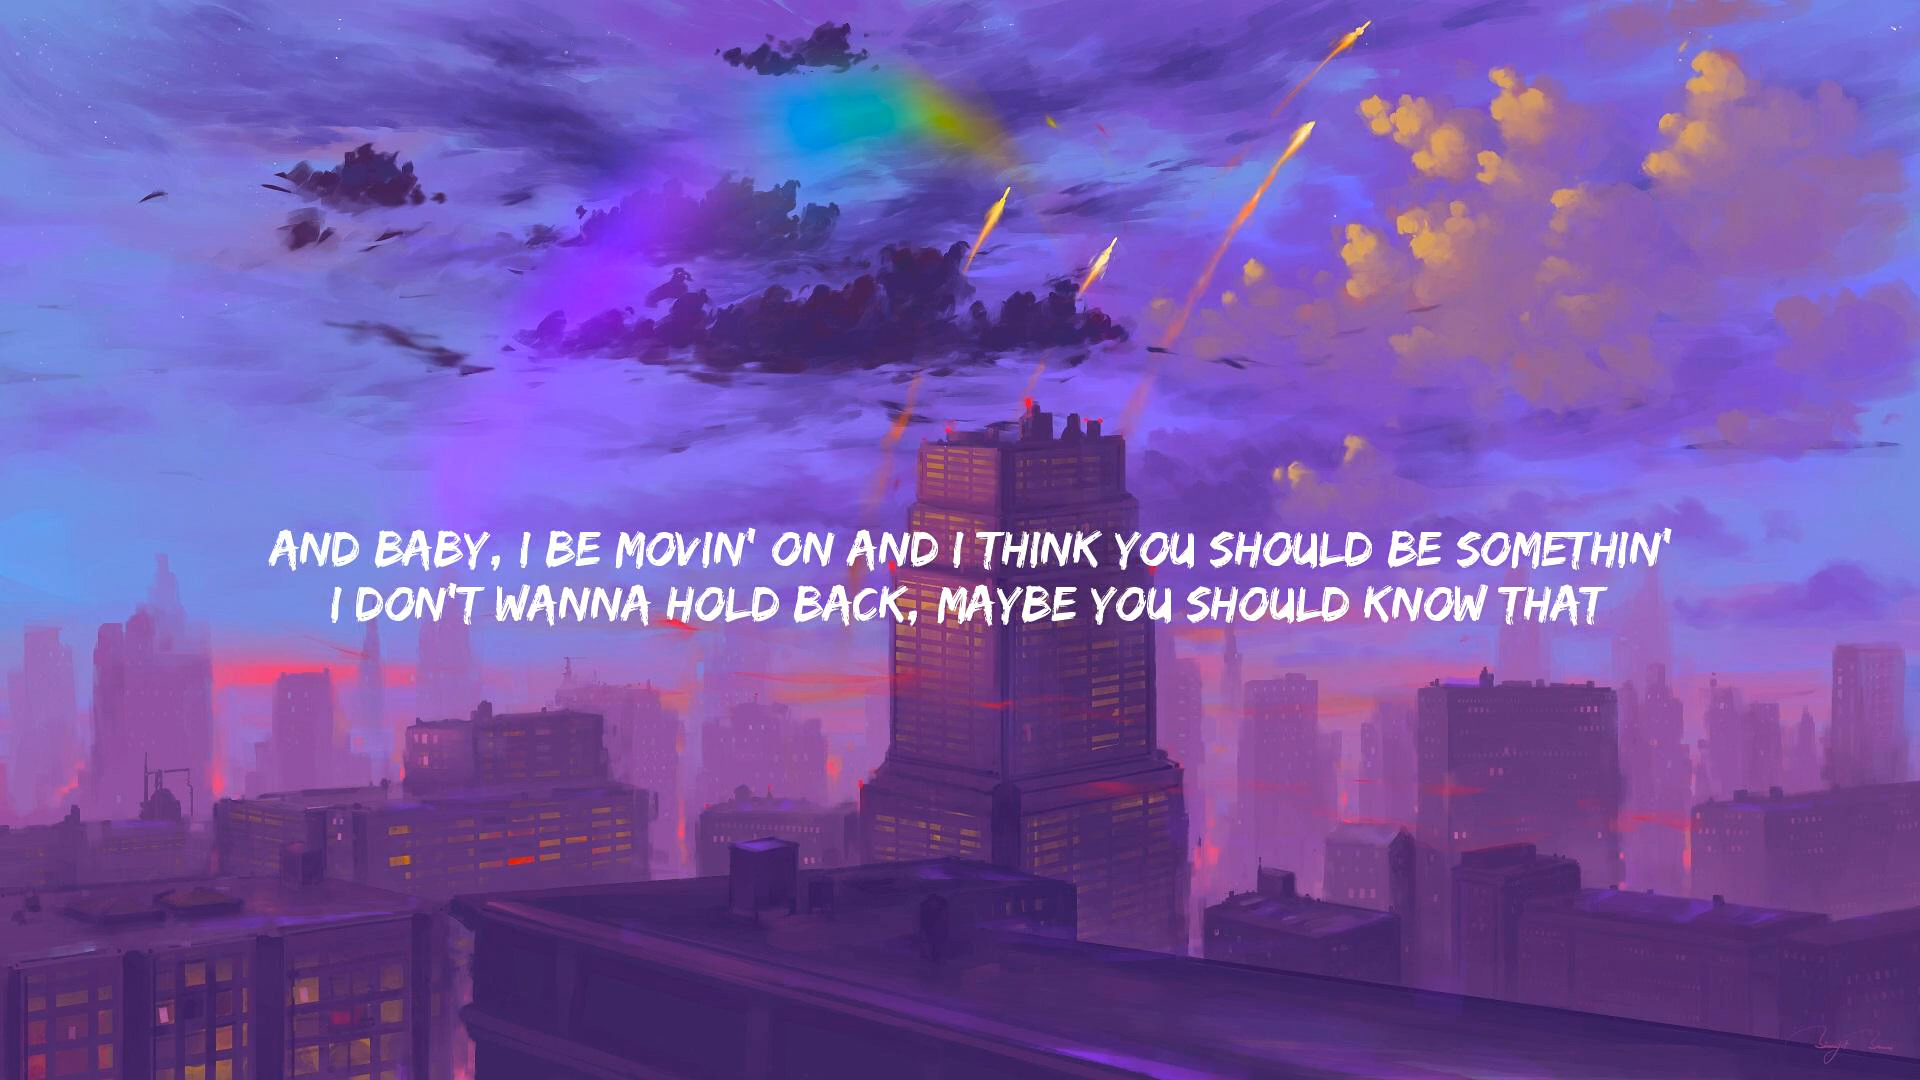 AND BABY, I BE MOVIN' ON AND I THINK YOU SHOULD BE SOMETHIN'
I DON'T WANNA HOLD BACK, MAYBE YOU SHOULD KNOW THAT